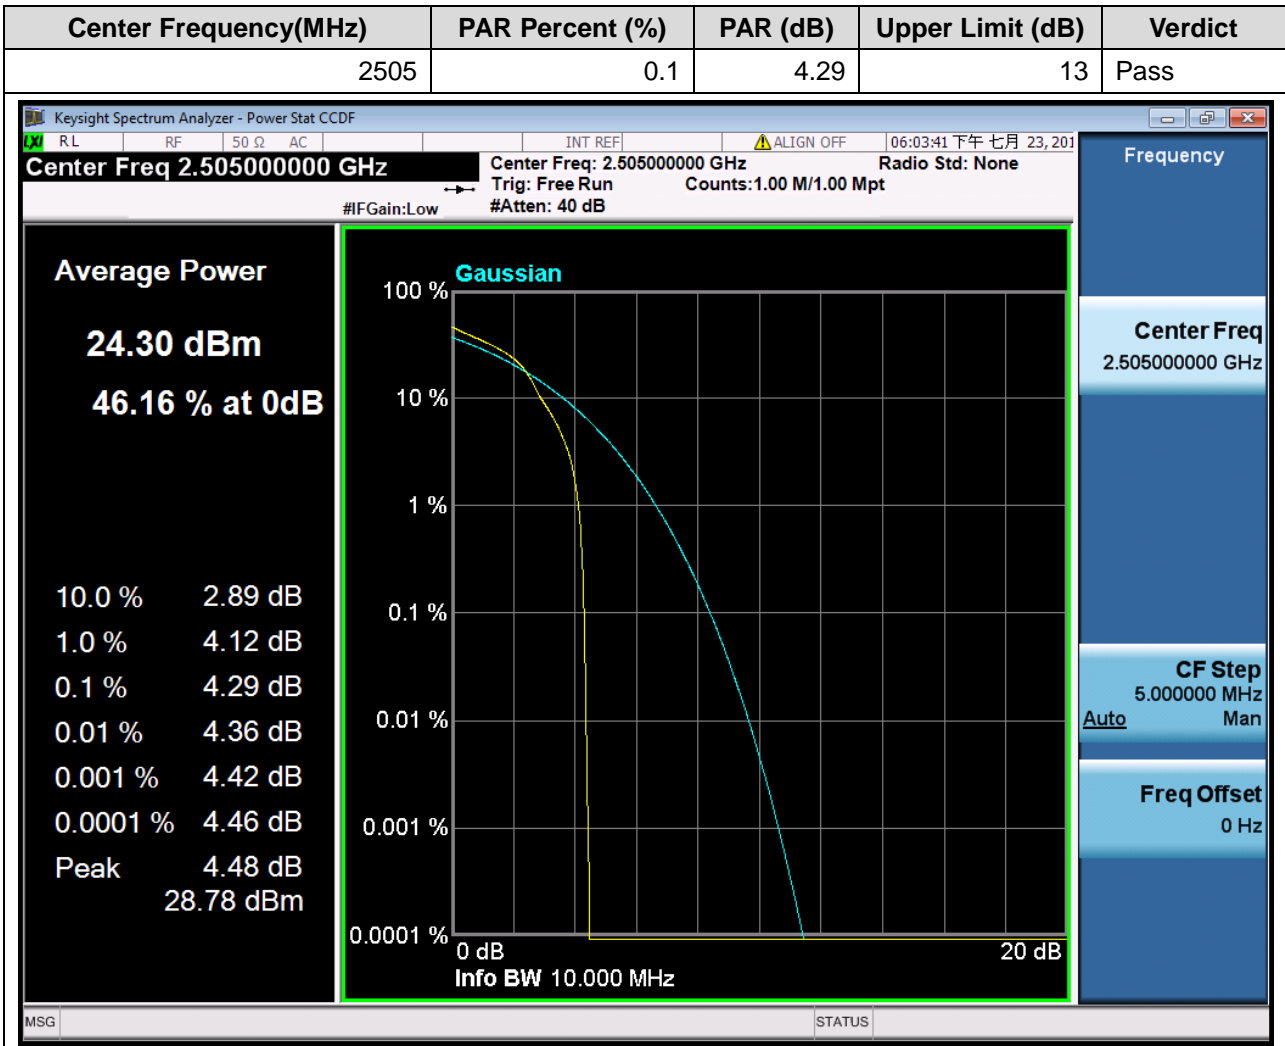 Center Frequency(MHz) PAR Percent (%) PAR (dB) Upper Limit (dB) Verdict
2505 0.1 4.29 13 Pass
Keysight Spectrum Analyzer - Power Stat CCDF
LXI RL RF 50 Ω AC INT REF ALIGN OFF 06:03:41 下午 七月 23, 201
Center Freq 2.505000000 GHz
Center Freq: 2.505000000 GHz Radio Std: None
Trig: Free Run Counts:1.00 M/1.00 Mpt
#IFGain:Low #Atten: 40 dB
Average Power
24.30 dBm
46.16 % at 0dB
10.0 % 2.89 dB
1.0 % 4.12 dB
0.1 % 4.29 dB
0.01 % 4.36 dB
0.001 % 4.42 dB
0.0001 % 4.46 dB
Peak 4.48 dB
28.78 dBm
Gaussian
100 %
10 %
1 %
0.1 %
0.01 %
0.001 %
0.0001 %
0 dB 20 dB
Info BW 10.000 MHz
Frequency
Center Freq
2.505000000 GHz
CF Step
5.000000 MHz
Auto Man
Freq Offset
0 Hz
MSG STATUS